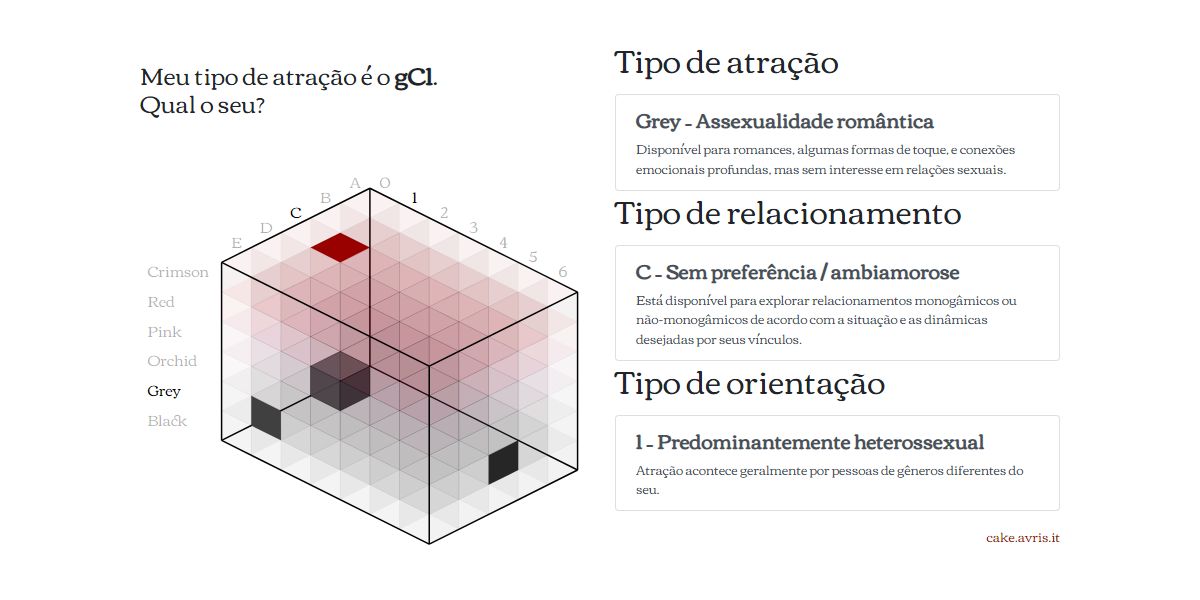 Meu tipo de atração é o gC1.
Qual o seu?
A
B
C
D
E
0
1
2
3
4
5
6
Crimson
Red
Pink
Orchid
Grey
Black
Tipo de atração
Grey - Assexualidade romântica
Disponível para romances, algumas formas de toque, e conexões
emocionais profundas, mas sem interesse em relações sexuais.
Tipo de relacionamento
C - Sem preferência / ambiamorose
Está disponível para explorar relacionamentos monogâmicos ou
não-monogâmicos de acordo com a situação e as dinâmicas
desejadas por seus vínculos.
Tipo de orientação
1 - Predominantemente heterossexual
Atração acontece geralmente por pessoas de gêneros diferentes do
seu.
cake.avris.it